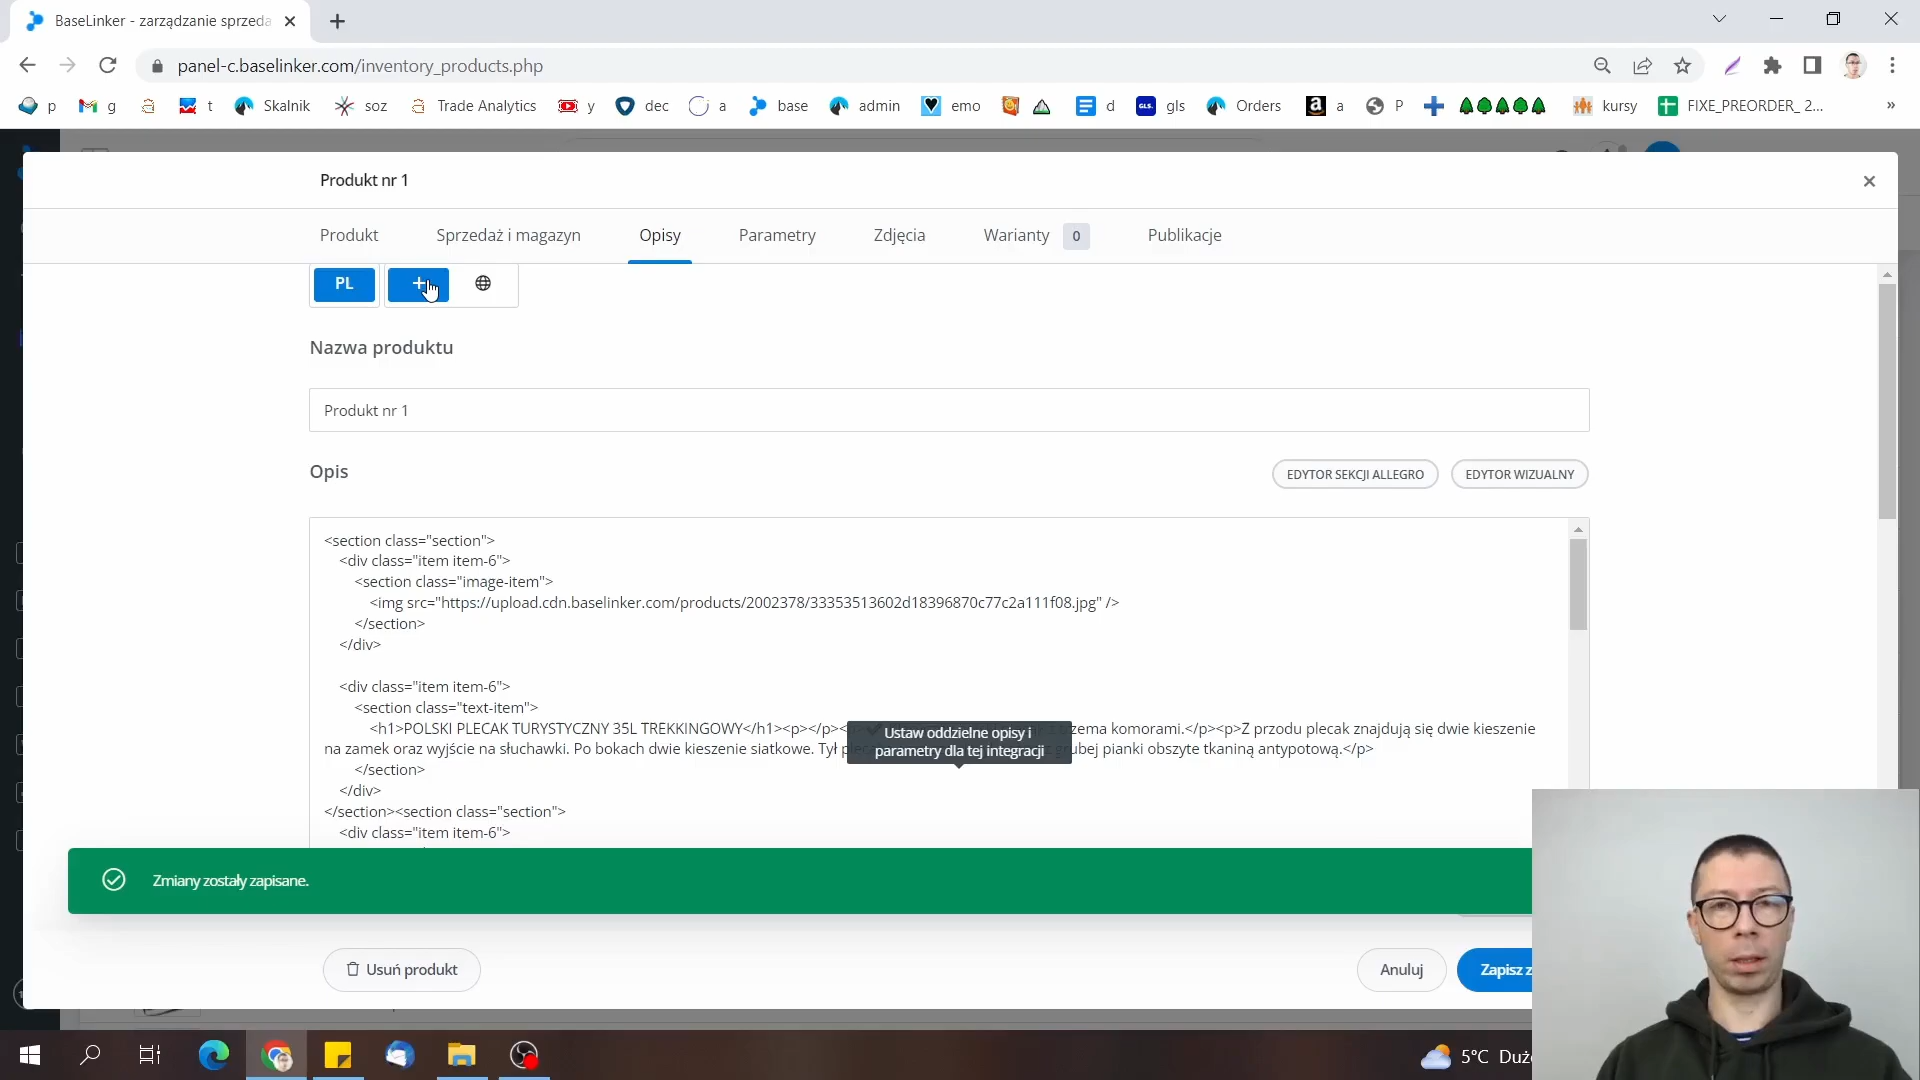 BaseLinker - zarządzanie sprzeda
panel-c.baselinker.com/inventory_products.php
p g t Skalnik soz Trade Analytics y dec a base admin emo d gls Orders a P kursy FIXE_PREORDER_ 2... »
Produkt nr 1
Produkt Sprzedaż i magazyn Opisy Parametry Zdjęcia Warianty 0 Publikacje
PL +
Nazwa produktu
Produkt nr 1
Opis
EDYTOR SEKCJI ALLEGRO EDYTOR WIZUALNY
<section class="section">
<div class="item item-6">
<section class="image-item">
<img src="https://upload.cdn.baselinker.com/products/2002378/33353513602d18396870c77c2a111f08.jpg" />
</section>
</div>
<div class="item item-6">
<section class="text-item">
<h1>POLSKI PLECAK TURYSTYCZNY 35L TREKKINGOWY</h1><p></p> komorami.</p><p>Z przodu plecak znajdują się dwie kieszenie
na zamek oraz wyjście na słuchawki. Po bokach dwie kieszenie siatkowe. Tył grubej pianki obszyte tkaniną antypotową.</p>
Ustaw oddzielne opisy i
parametry dla tej integracji
</section>
</div>
</section><section class="section">
<div class="item item-6">
Zmiany zostały zapisane.
Usuń produkt Anuluj Zapisz z
5°C